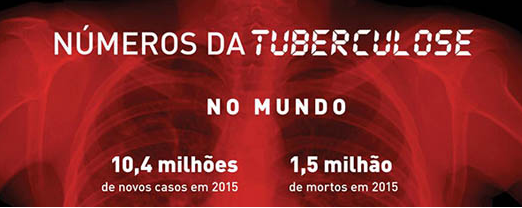 NÚMEROS DA TUBERCULOSE
NO MUNDO
10,4 milhões
de novos casos em 2015
1,5 milhão
de mortos em 2015